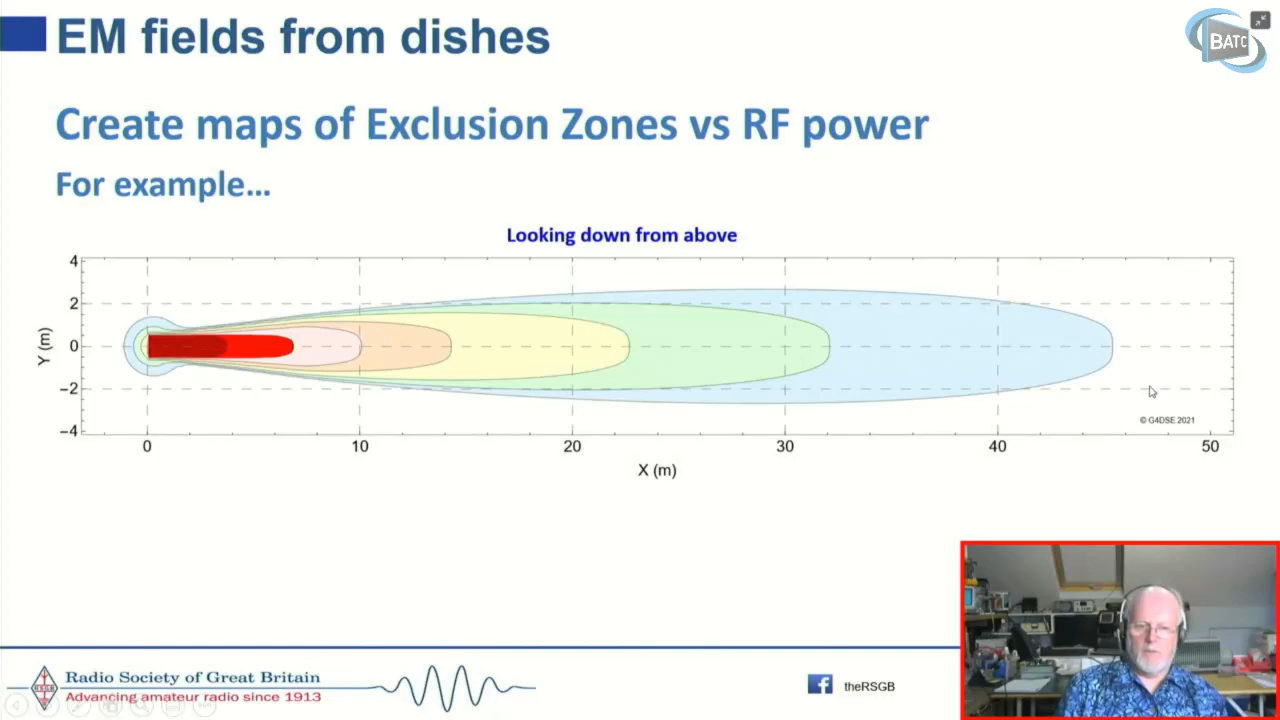 EM fields from dishes
BATC
Create maps of Exclusion Zones vs RF power
For example...
Looking down from above
4
2
0
−2
−4
Y (m)
0
10
20
30
40
50
X (m)
© G4DSE 2021
Radio Society of Great Britain
Advancing amateur radio since 1913
RSGB
theRSGB